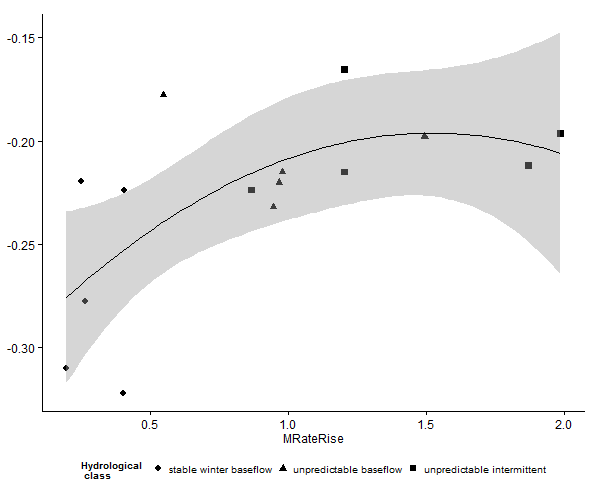 -0.15
-0.20
-0.25
-0.30
0.5 1.0 1.5 2.0
MRateRise
Hydrological
class
stable winter baseflow unpredictable baseflow unpredictable intermittent